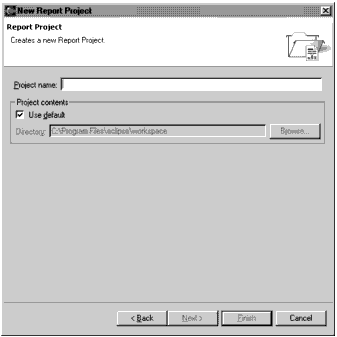 New Report Project
Report Project
Creates a new Report Project.
Project name:
Project contents
Use default
Directory: C:\Program Files\eclipse\workspace
Browse...
< Back
Next >
Finish
Cancel